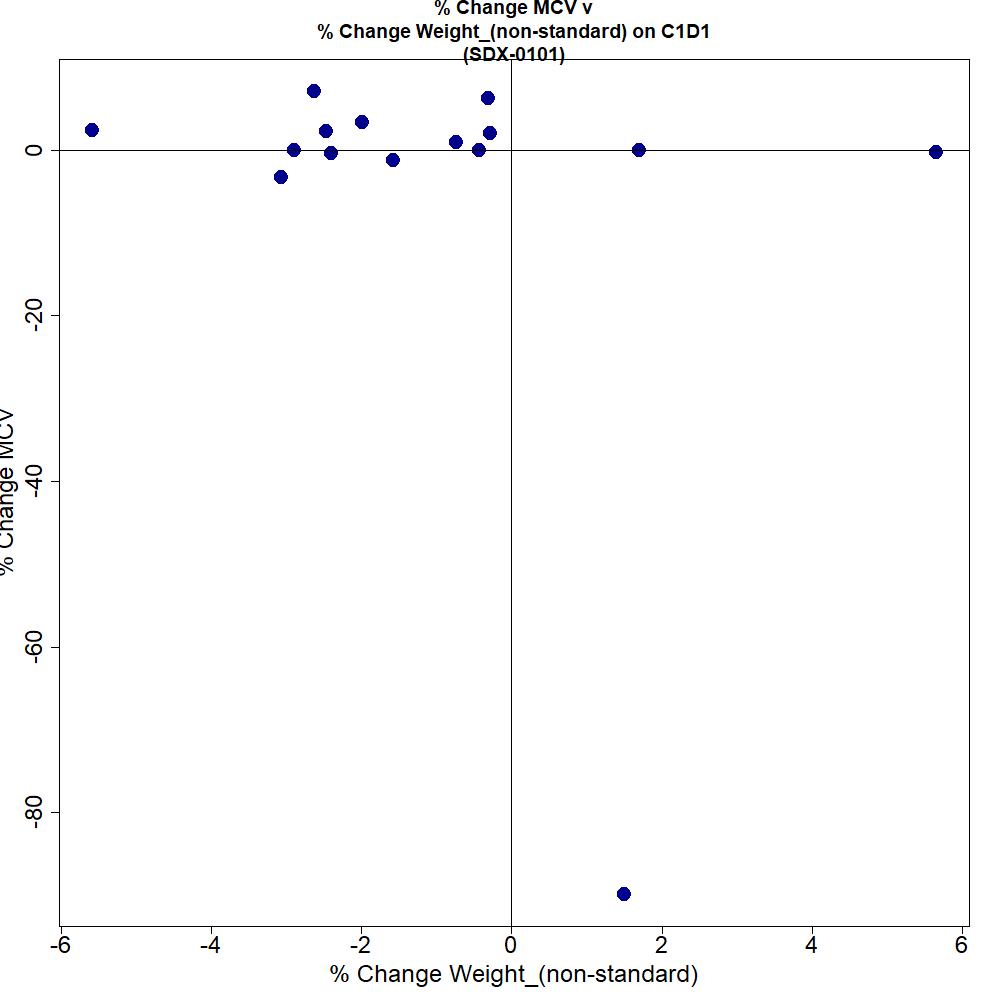 % Change MCV v
% Change Weight_(non-standard) on C1D1
(SDX-0101)
% Change MCV
0
-20
-40
-60
-80
-6
-4
-2
0
2
4
6
% Change Weight_(non-standard)